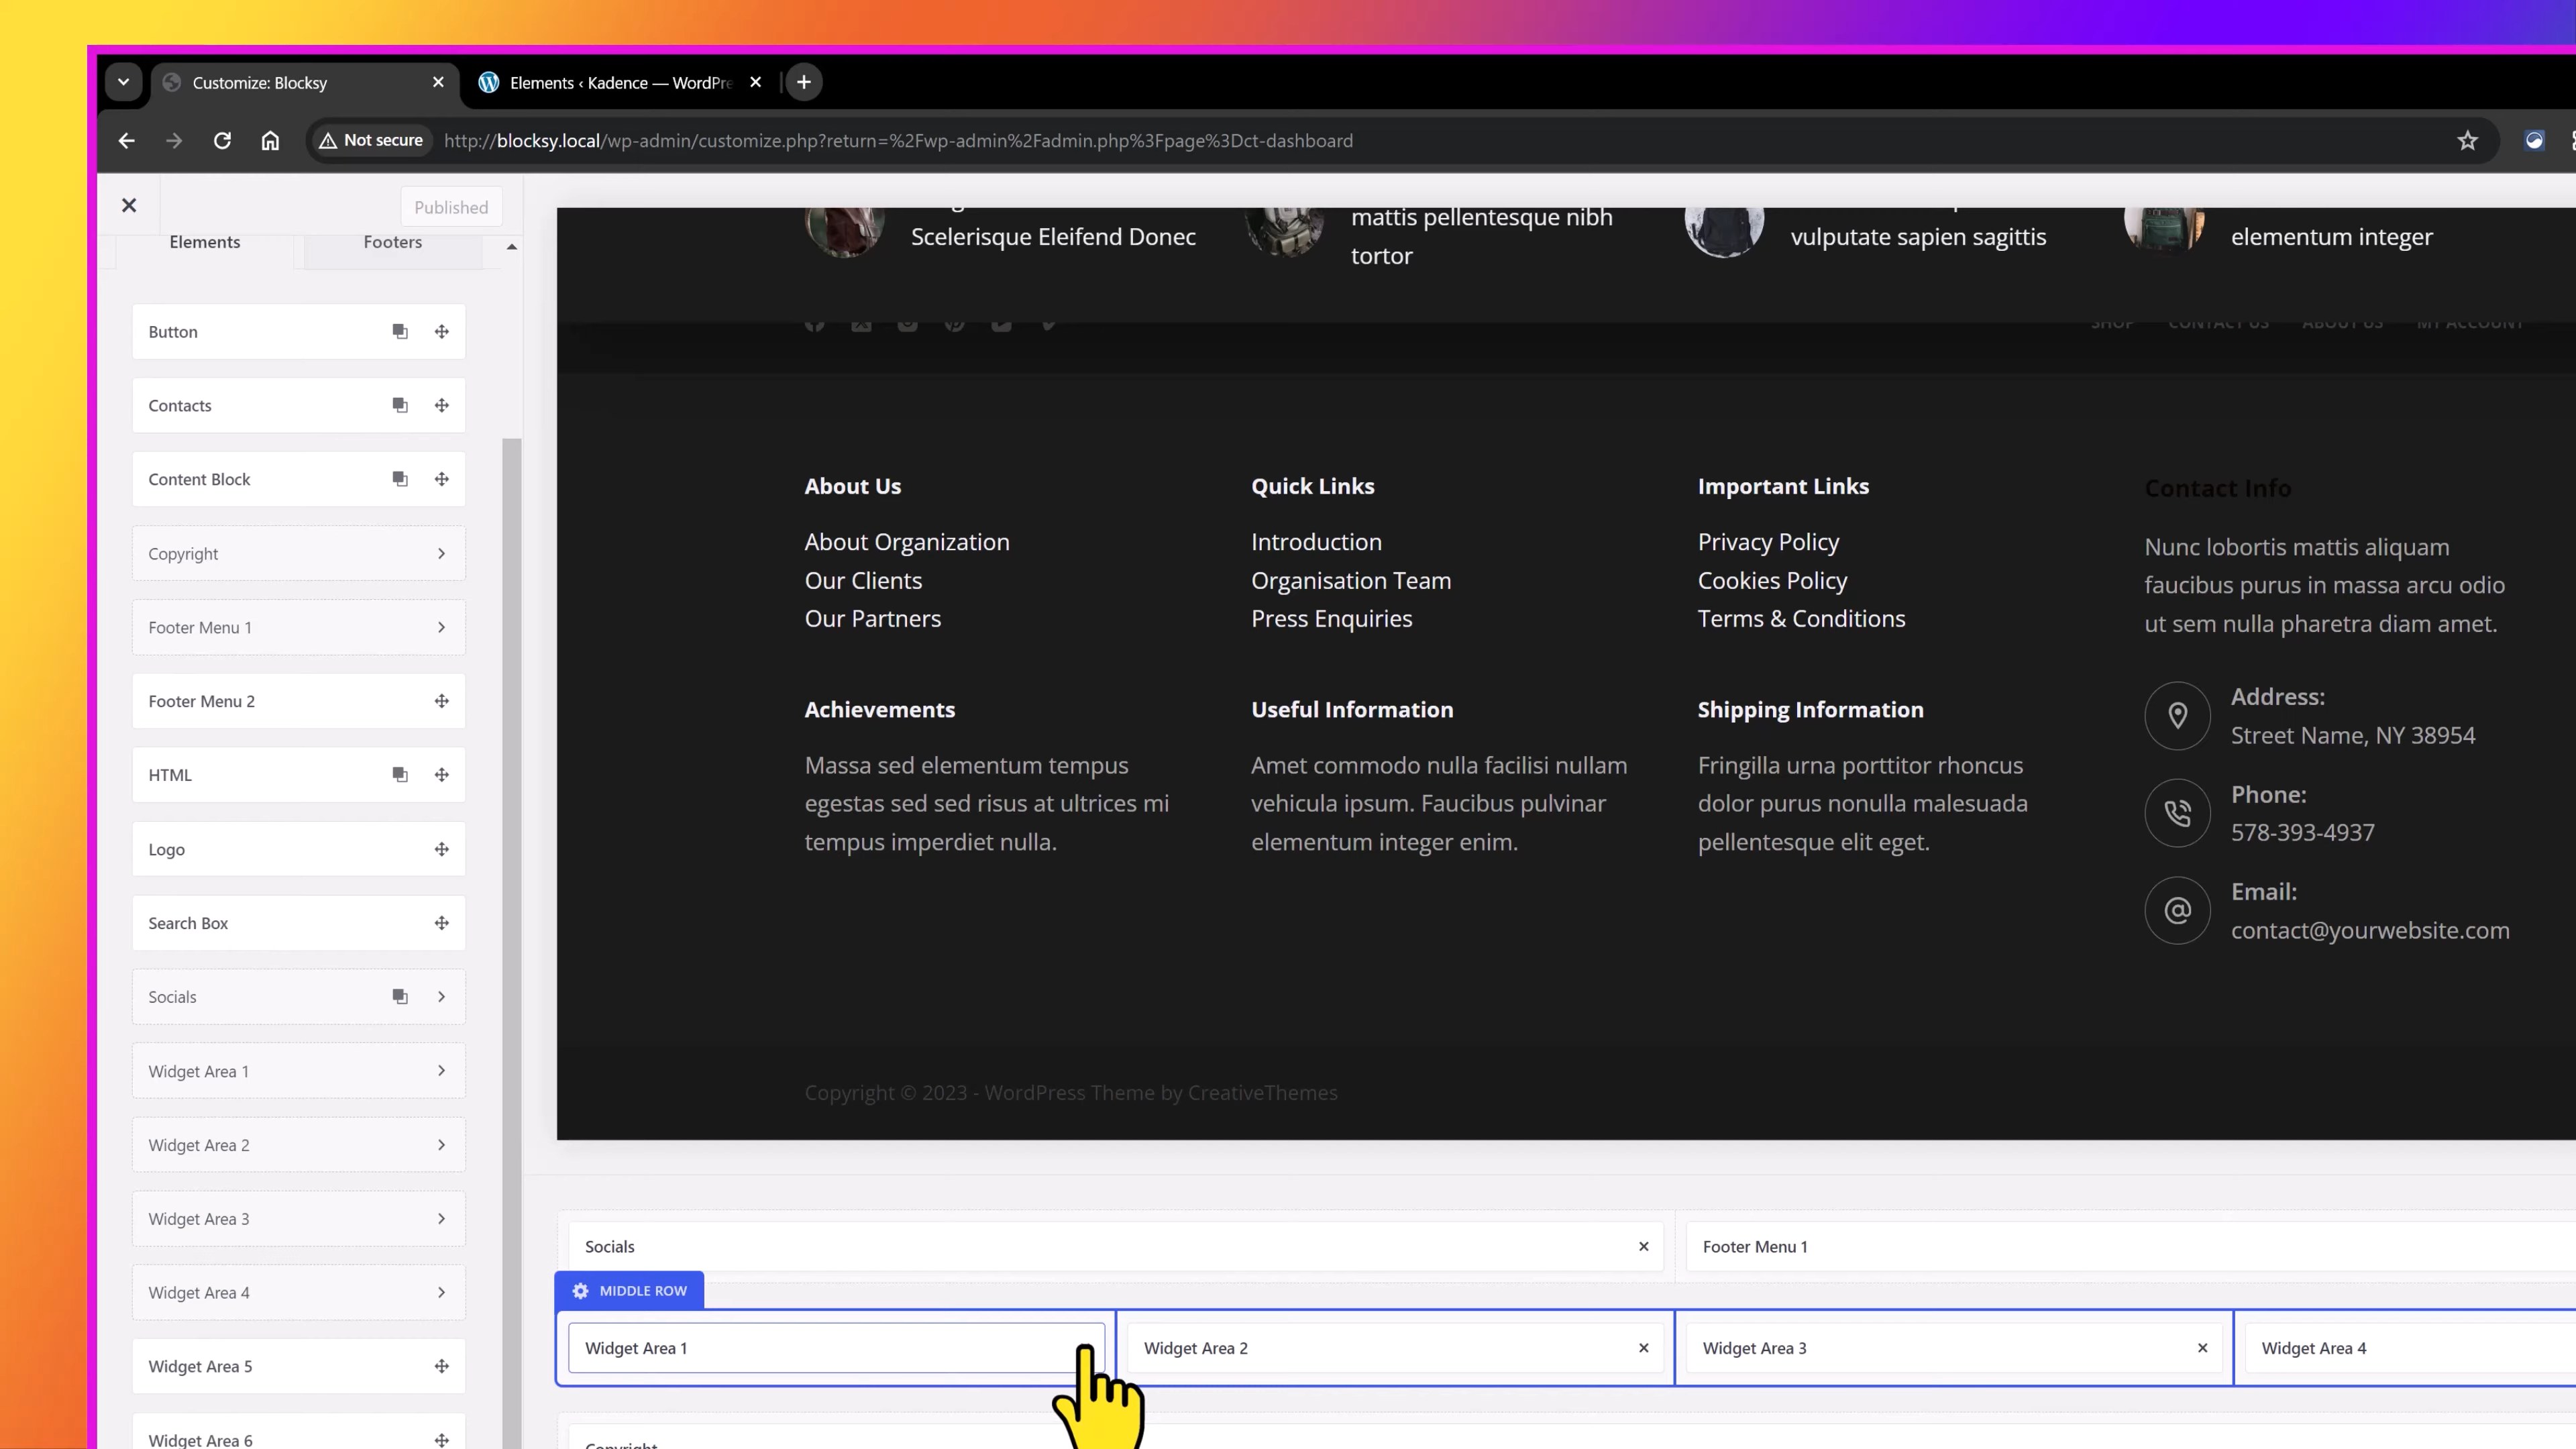 Customize: Blocksy
Elements ‹ Kadence — WordPre
Not secure
http://blocksy.local/wp-admin/customize.php?return=%2Fwp-admin%2Fadmin.php%3Fpage%3Dct-dashboard
Published
Elements
Footers
Button
Contacts
Content Block
Copyright
Footer Menu 1
Footer Menu 2
HTML
Logo
Search Box
Socials
Widget Area 1
Widget Area 2
Widget Area 3
Widget Area 4
Widget Area 5
Widget Area 6
Scelerisque Eleifend Donec
mattis pellentesque nibh
tortor
vulputate sapien sagittis
elementum integer
SHOP
CONTACT US
ABOUT US
MY ACCOUNT
About Us
About Organization
Our Clients
Our Partners
Quick Links
Introduction
Organisation Team
Press Enquiries
Important Links
Privacy Policy
Cookies Policy
Terms & Conditions
Contact Info
Nunc lobortis mattis aliquam
faucibus purus in massa arcu odio
ut sem nulla pharetra diam amet.
Address:
Street Name, NY 38954
Phone:
578-393-4937
Email:
contact@yourwebsite.com
Achievements
Massa sed elementum tempus
egestas sed sed risus at ultrices mi
tempus imperdiet nulla.
Useful Information
Amet commodo nulla facilisi nullam
vehicula ipsum. Faucibus pulvinar
elementum integer enim.
Shipping Information
Fringilla urna porttitor rhoncus
dolor purus nonulla malesuada
pellentesque elit eget.
Copyright © 2023 - WordPress Theme by CreativeThemes
Socials
Footer Menu 1
MIDDLE ROW
Widget Area 1
Widget Area 2
Widget Area 3
Widget Area 4
Copyright